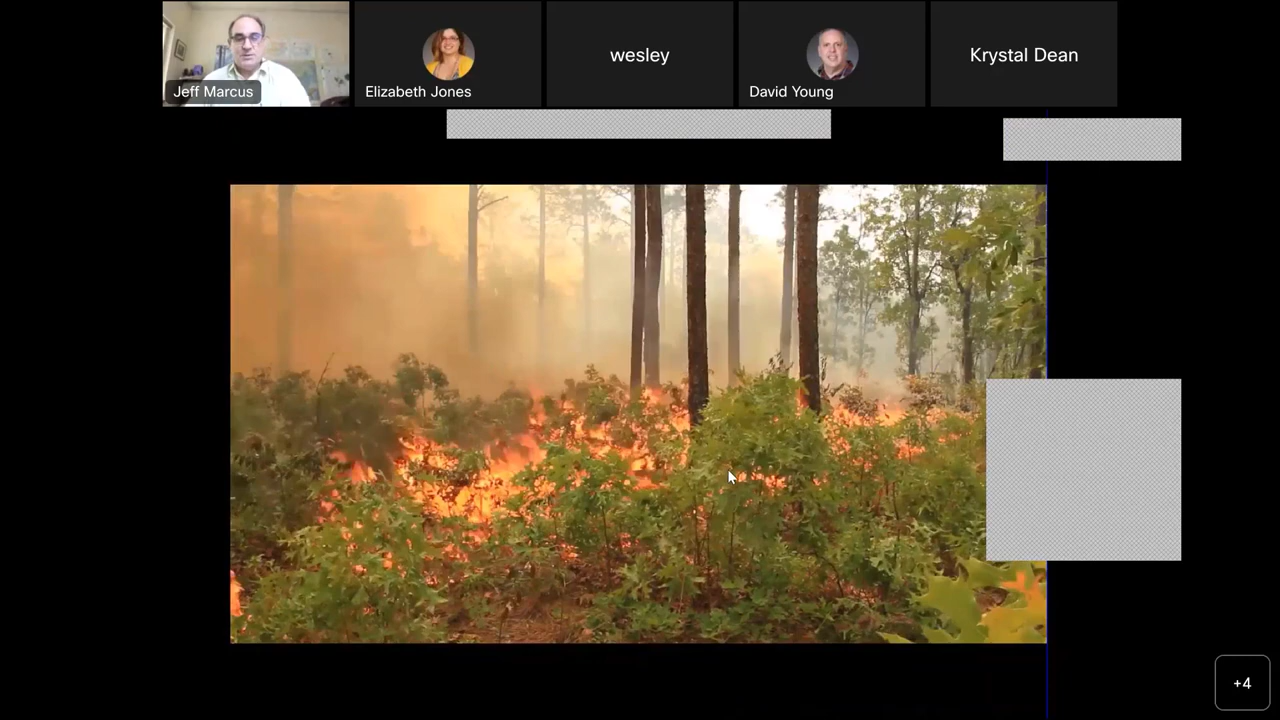 Jeff Marcus
Elizabeth Jones
wesley
David Young
Krystal Dean
+4